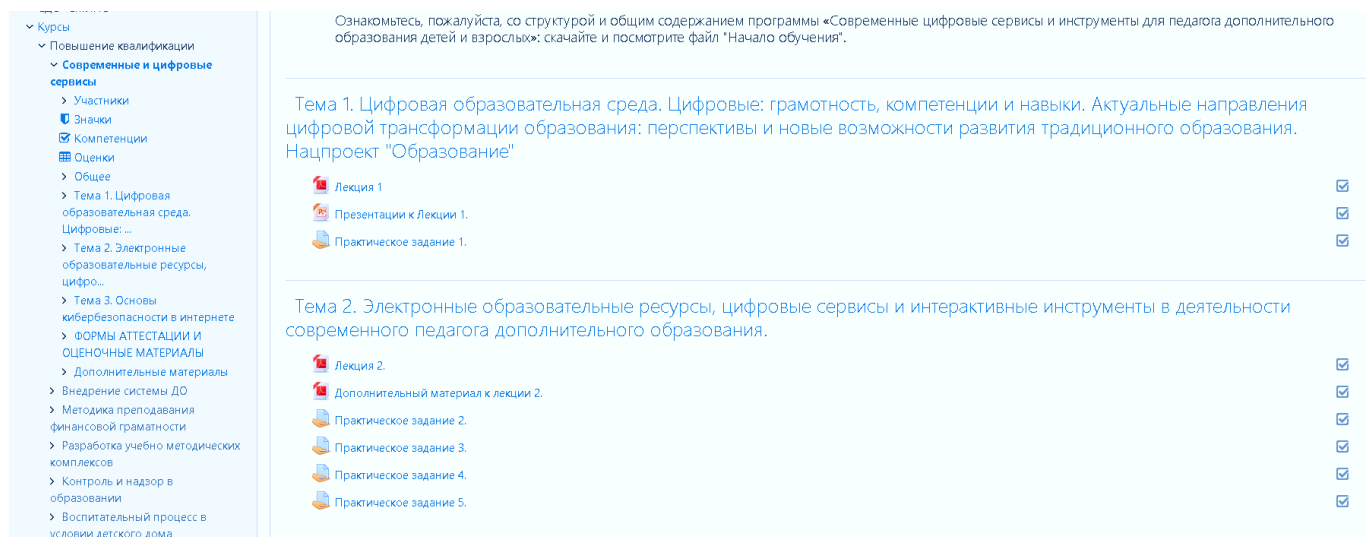 Курсы
Повышение квалификации
Современные и цифровые
сервисы
Участники
Значки
Компетенции
Оценки
Общее
Тема 1. Цифровая
образовательная среда.
Цифровые: ...
Тема 2. Электронные
образовательные ресурсы,
цифро...
Тема 3. Основы
кибербезопасности в интернете
ФОРМЫ АТТЕСТАЦИИ И
ОЦЕНОЧНЫЕ МАТЕРИАЛЫ
Дополнительные материалы
Внедрение системы ДО
Методика преподавания
финансовой граматности
Разработка учебно методических
комплексов
Контроль и надзор в
образовании
Воспитательный процесс в
условии детского дома
Ознакомьтесь, пожалуйста, со структурой и общим содержанием программы «Современные цифровые сервисы и инструменты для педагога дополнительного
образования детей и взрослых»: скачайте и посмотрите файл "Начало обучения".
Тема 1. Цифровая образовательная среда. Цифровые: грамотность, компетенции и навыки. Актуальные направления
цифровой трансформации образования: перспективы и новые возможности развития традиционного образования.
Нацпроект "Образование"
Лекция 1
Презентации к Лекции 1.
Практическое задание 1.
Тема 2. Электронные образовательные ресурсы, цифровые сервисы и интерактивные инструменты в деятельности
современного педагога дополнительного образования.
Лекция 2.
Дополнительный материал к лекции 2.
Практическое задание 2.
Практическое задание 3.
Практическое задание 4.
Практическое задание 5.